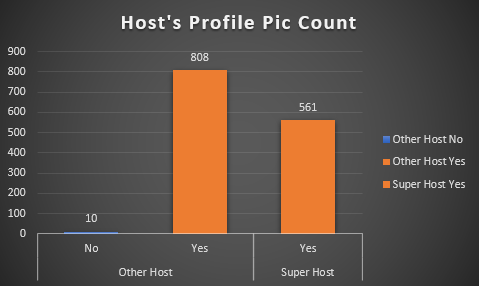 Host's Profile Pic Count
900
800
700
600
500
400
300
200
100
0
10
808
561
No
Yes
Yes
Other Host
Super Host
Other Host No
Other Host Yes
Super Host Yes